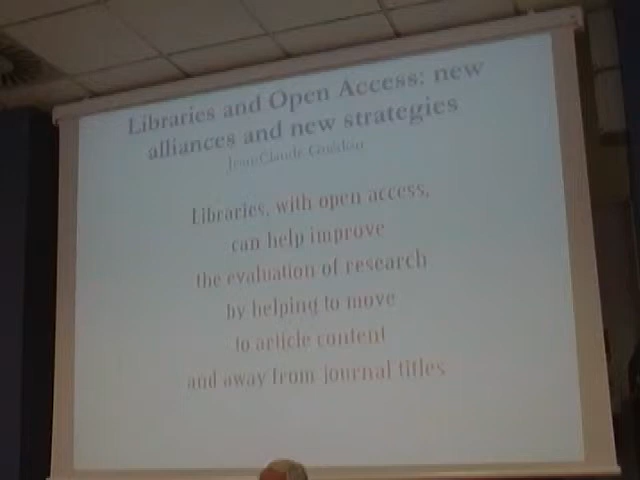 Libraries and Open Access: new
alliances and new strategies
Jean-Claude Guédon
Libraries, with open access,
can help improve
the evaluation of research
by helping to move
to article content
and away from journal titles